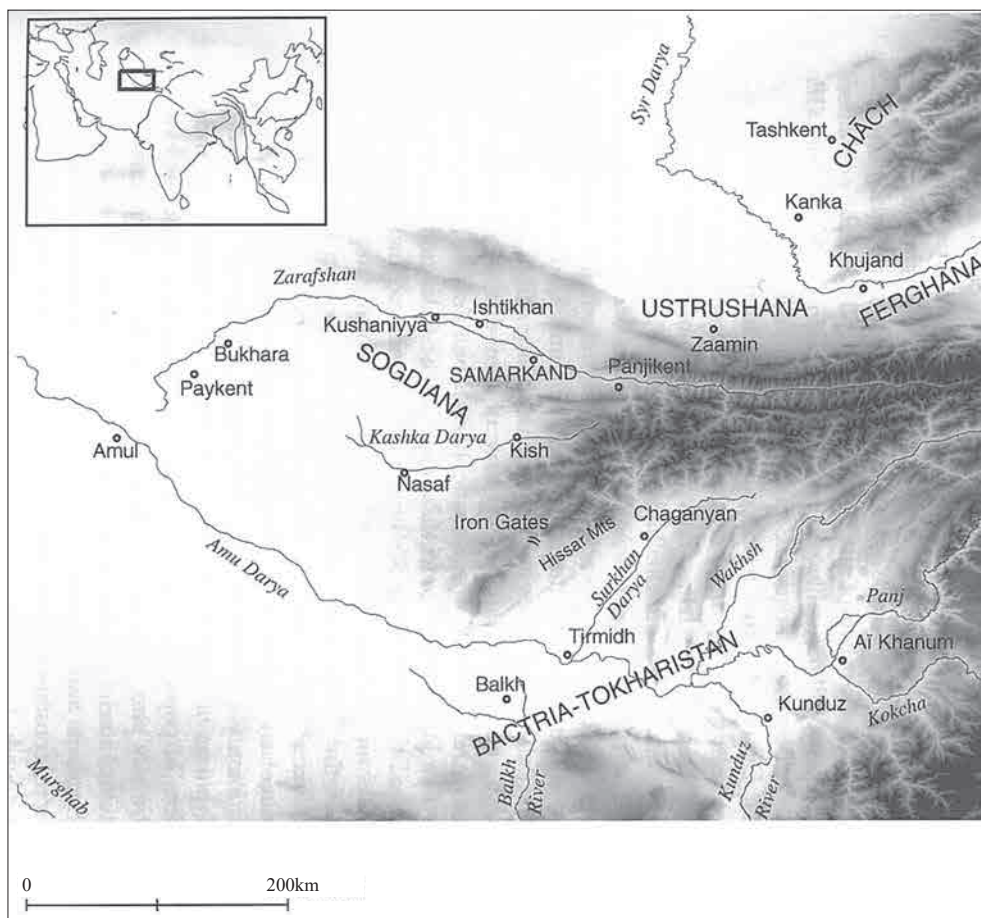 Syr Darya
Tashkent
CHĀCH
Kanka
Khujand
FERGHANA
Zarafshan
Ishtikhan
Kushaniyya
USTRUSHANA
Zaamin
Bukhara
SOGDIANA
SAMARKAND
Panjikent
Paykent
Kashka Darya
Kish
Amul
Nasaf
Iron Gates
Hissar Mts
Chaganyan
Surkhan
Darya
Wakhsh
Amu Darya
Panj
Tirmidh
Aï Khanum
BACTRIA-TOKHARISTAN
Balkh
Kunduz
Kokcha
Murghab
Balkh
River
Kunduz
River
0 200km